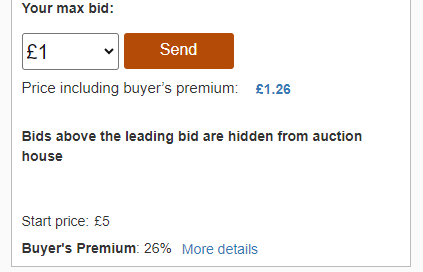 Your max bid:
£1
Send
Price including buyer's premium: £1.26
Bids above the leading bid are hidden from auction
house
Start price: £5
Buyer's Premium: 26% More details